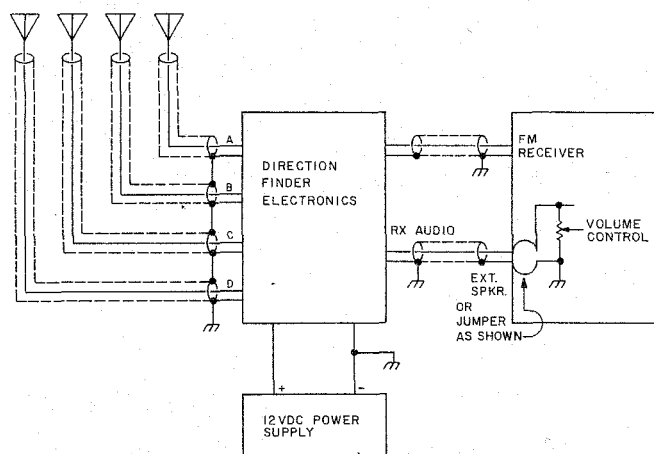 A
B
C
D
DIRECTION
FINDER
ELECTRONICS
FM
RECEIVER
RX AUDIO
VOLUME
CONTROL
EXT.
SPKR.
OR
JUMPER
AS SHOWN
+
-
12VDC POWER
SUPPLY